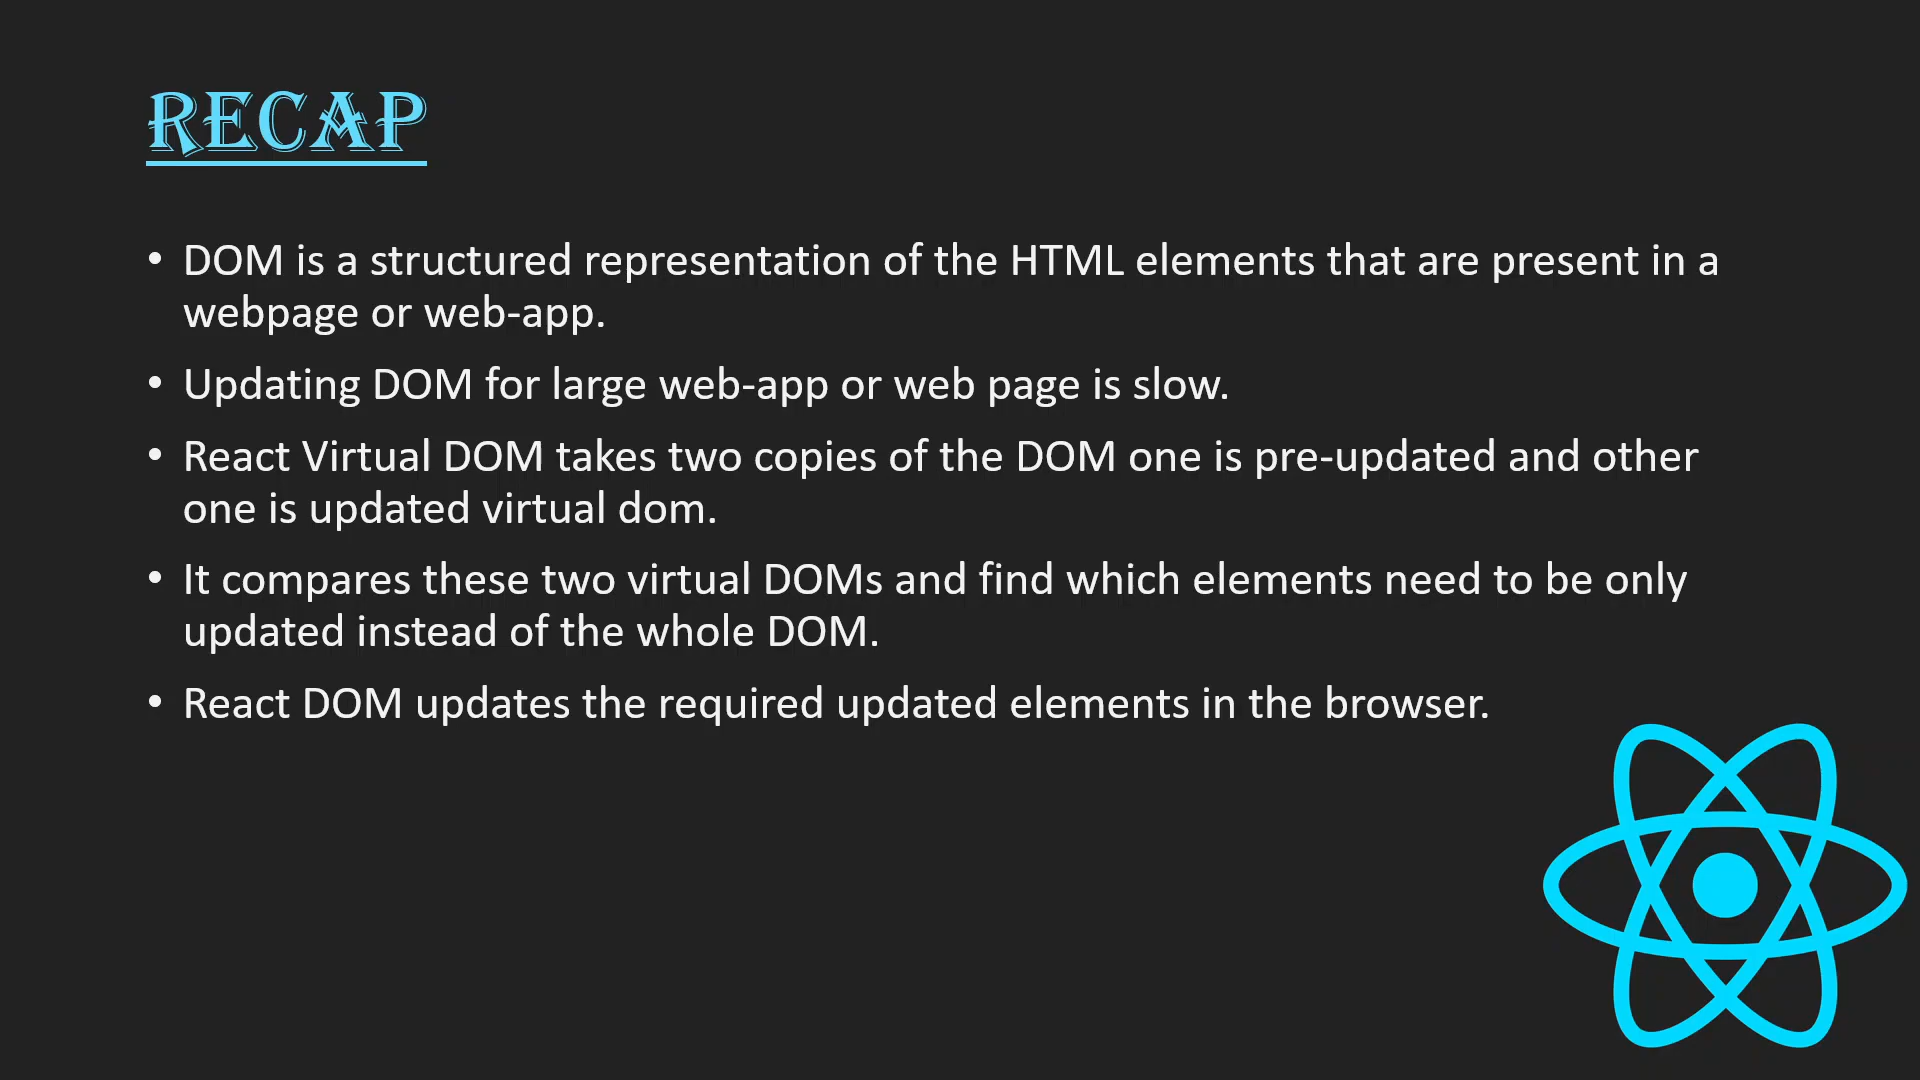 RECAP
• DOM is a structured representation of the HTML elements that are present in a
webpage or web-app.
• Updating DOM for large web-app or web page is slow.
• React Virtual DOM takes two copies of the DOM one is pre-updated and other
one is updated virtual dom.
• It compares these two virtual DOMs and find which elements need to be only
updated instead of the whole DOM.
• React DOM updates the required updated elements in the browser.